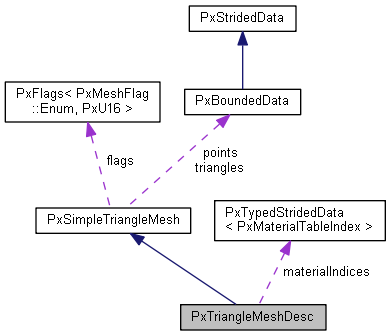 PxStridedData
PxFlags< PxMeshFlag
::Enum, PxU16 >
PxBoundedData
flags
points
triangles
PxSimpleTriangleMesh
PxTypedStridedData
< PxMaterialTableIndex >
materialIndices
PxTriangleMeshDesc